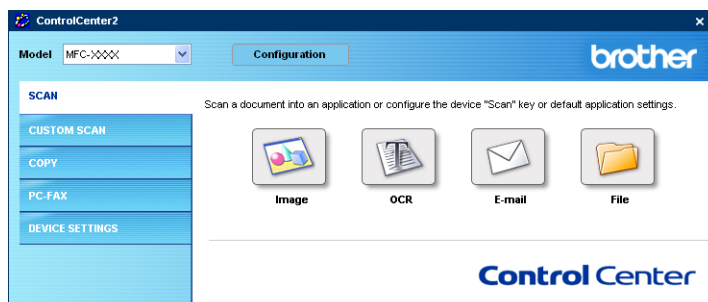 ControlCenter2
Model MFC-XXXX Configuration brother
SCAN
CUSTOM SCAN
COPY
PC-FAX
DEVICE SETTINGS
Scan a document into an application or configure the device "Scan" key or default application settings.
Image OCR E-mail File
Control Center